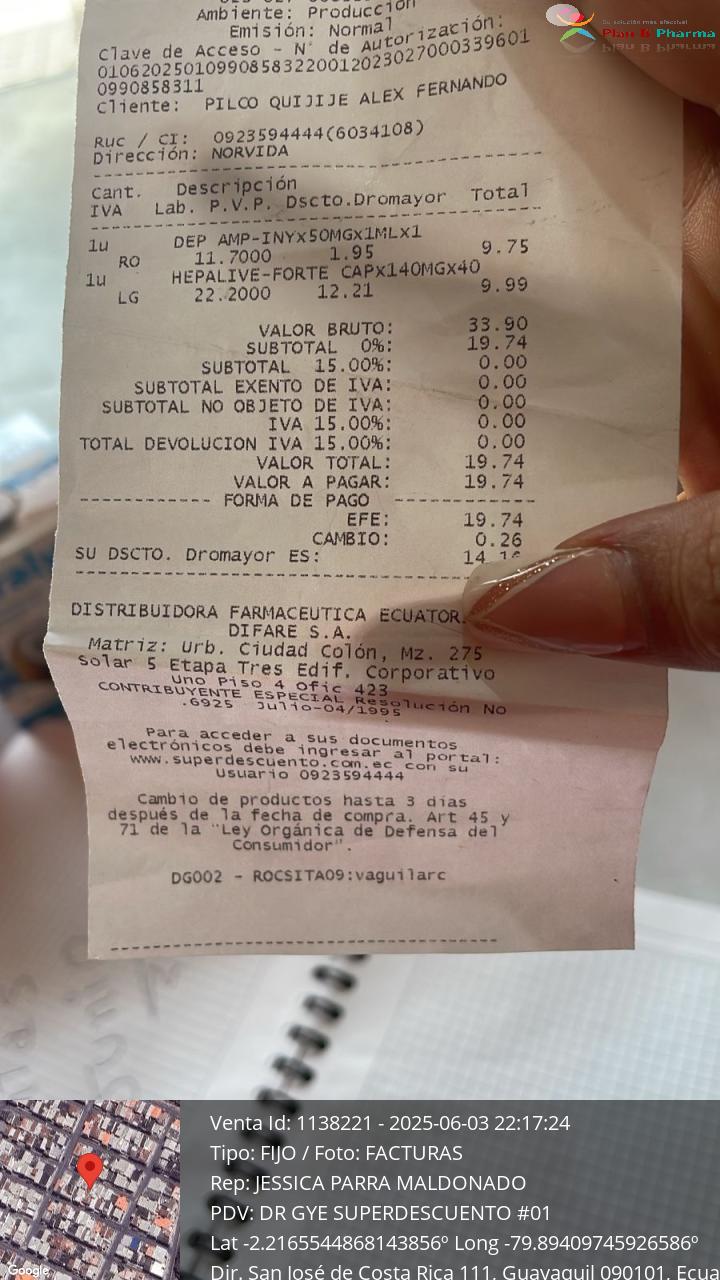 Su solución más efectiva!
Plan B Pharma
Ambiente: Producción
Emisión: Normal
Clave de Acceso - N° de Autorización:
010620250109908583220012023027000339601
0990858311
Cliente: PILCO QUIJIJE ALEX FERNANDO
Ruc / CI: 0923594444(6034108)
Dirección: NORVIDA
Cant. Descripción
IVA Lab. P.V.P. Dscto.Dromayor Total
1u DEP AMP-INYx50MGx1MLx1
RO 11.7000 1.95 9.75
1u HEPALIVE-FORTE CAPx140MGx40
LG 22.2000 12.21 9.99
VALOR BRUTO: 33.90
SUBTOTAL 0%: 19.74
SUBTOTAL 15.00%: 0.00
SUBTOTAL EXENTO DE IVA: 0.00
SUBTOTAL NO OBJETO DE IVA: 0.00
IVA 15.00%: 0.00
TOTAL DEVOLUCION IVA 15.00%: 0.00
VALOR TOTAL: 19.74
VALOR A PAGAR: 19.74
------------ FORMA DE PAGO -------------
EFE: 19.74
CAMBIO: 0.26
SU DSCTO. Dromayor ES: 14.16
DISTRIBUIDORA FARMACEUTICA ECUATOR.
DIFARE S.A.
Matriz: Urb. Ciudad Colón, Mz. 275
Solar 5 Etapa Tres Edif. Corporativo
Uno Piso 4 Ofic 423
CONTRIBUYENTE ESPECIAL Resolución No
.6925 Julio-04/1995
Para acceder a sus documentos
electrónicos debe ingresar al portal:
www.superdescuento.com.ec con su
Usuario 0923594444
Cambio de productos hasta 3 días
después de la fecha de compra. Art 45 y
71 de la "Ley Orgánica de Defensa del
Consumidor".
DG002 - ROCSITA09:vaguilarc
Venta Id: 1138221 - 2025-06-03 22:17:24
Tipo: FIJO / Foto: FACTURAS
Rep: JESSICA PARRA MALDONADO
PDV: DR GYE SUPERDESCUENTO #01
Lat -2.2165544868143856º Long -79.89409745926586º
Dir. San José de Costa Rica 111, Guayaquil 090101, Ecua
Google